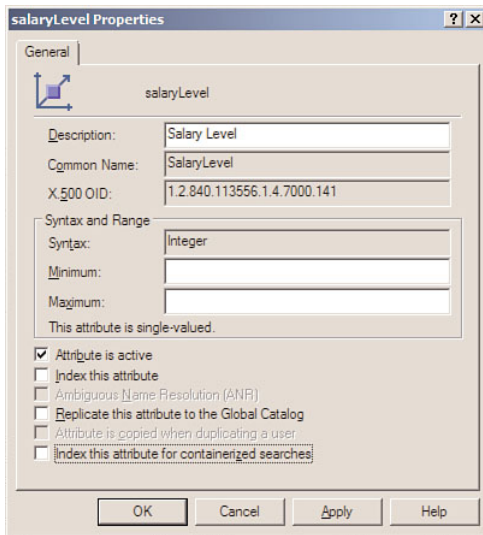 salaryLevel Properties
General
salaryLevel
Description: Salary Level
Common Name: SalaryLevel
X.500 OID: 1.2.840.113556.1.4.7000.141
Syntax and Range
Syntax: Integer
Minimum:
Maximum:
This attribute is single-valued.
Attribute is active
Index this attribute
Ambiguous Name Resolution (ANR)
Replicate this attribute to the Global Catalog
Attribute is copied when duplicating a user
Index this attribute for containerized searches
OK Cancel Apply Help